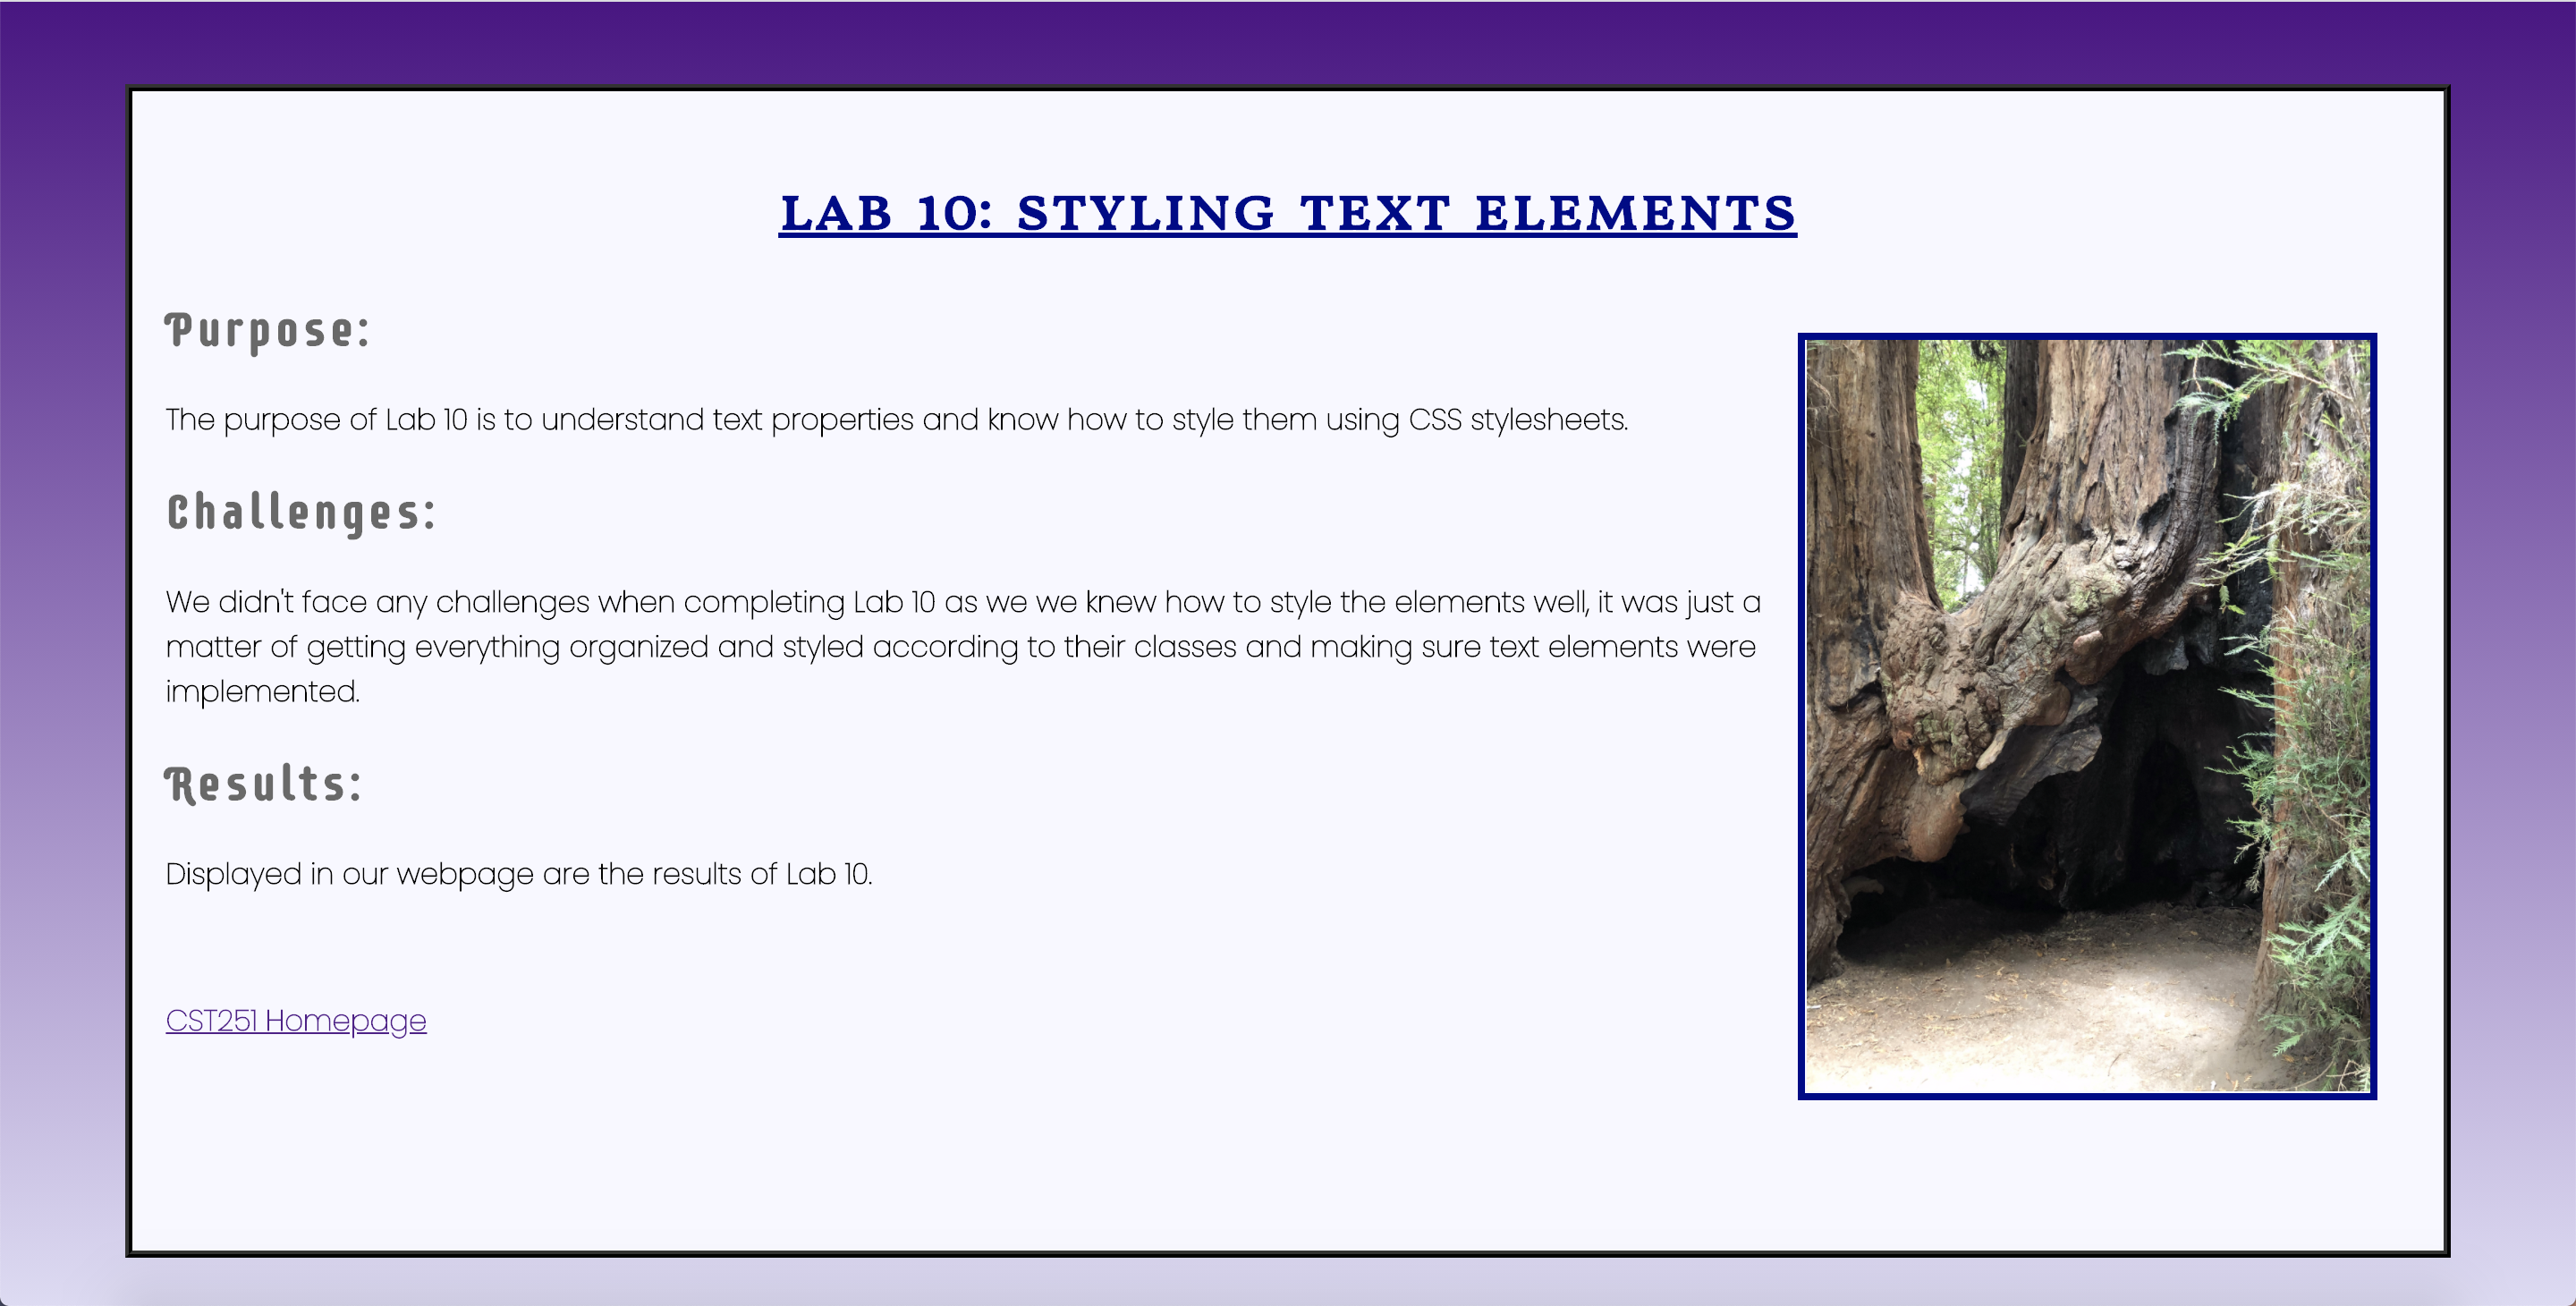 LAB 10: STYLING TEXT ELEMENTS
Purpose:
The purpose of Lab 10 is to understand text properties and know how to style them using CSS stylesheets.
Challenges:
We didn't face any challenges when completing Lab 10 as we we knew how to style the elements well, it was just a
matter of getting everything organized and styled according to their classes and making sure text elements were
implemented.
Results:
Displayed in our webpage are the results of Lab 10.
CST251 Homepage